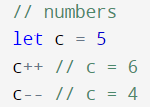 // numbers
let c = 5
c++ // c = 6
c-- // c = 4